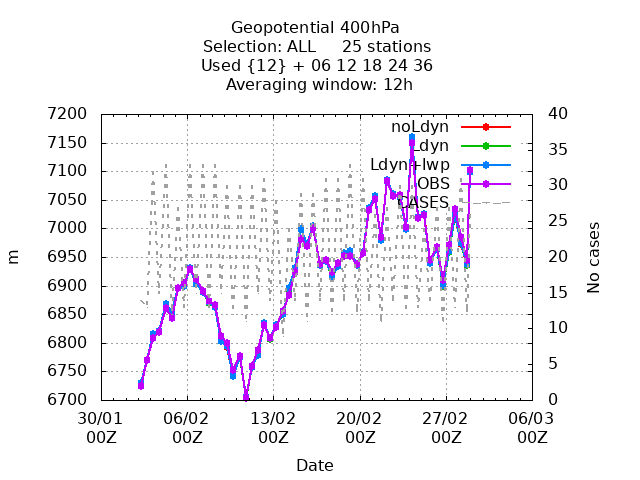 Geopotential 400hPa
Selection: ALL 25 stations
Used {12} + 06 12 18 24 36
Averaging window: 12h
7200
7150
7100
7050
7000
6950
6900
6850
6800
6750
6700
m
40
35
30
25
20
15
10
5
0
No cases
noLdyn
Ldyn
Ldyn+lwp
OBS
CASES
30/01 06/02 13/02 20/02 27/02 06/03
00Z 00Z 00Z 00Z 00Z 00Z
Date